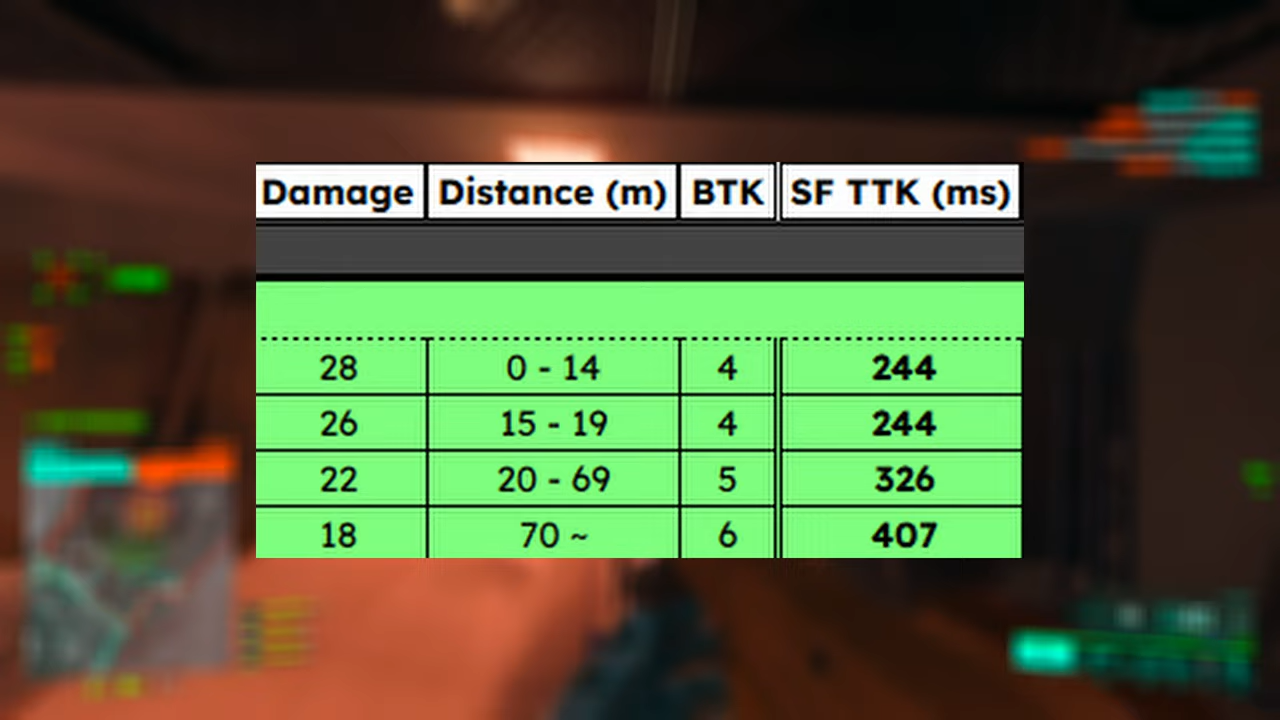 Damage Distance (m) BTK SF TTK (ms)
28 0 - 14 4 244
26 15 - 19 4 244
22 20 - 69 5 326
18 70 ~ 6 407